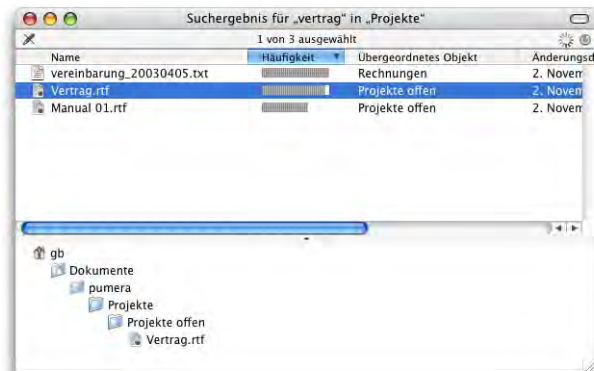 Suchergebnis für „vertrag“ in „Projekte“
1 von 3 ausgewählt
Name Häufigkeit Übergeordnetes Objekt Änderungsd
vereinbarung_20030405.txt Rechnungen 2. Novem
Vertrag.rtf Projekte offen 2. Novem
Manual 01.rtf Projekte offen 2. Novem
gb
Dokumente
pumera
Projekte
Projekte offen
Vertrag.rtf